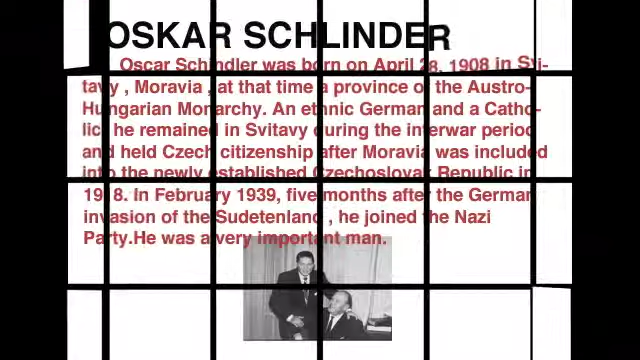 OSKAR SCHLINDER
Oscar Schindler was born on April 28, 1908 in Svi-
tavy , Moravia , at that time a province of the Austro-
Hungarian Monarchy. An ethnic German and a Catho-
lic, he remained in Svitavy during the interwar period
and held Czech citizenship after Moravia was included
into the newly established Czechoslovak Republic in
1918. In February 1939, five months after the German
invasion of the Sudetenland , he joined the Nazi
Party.He was a very important man.